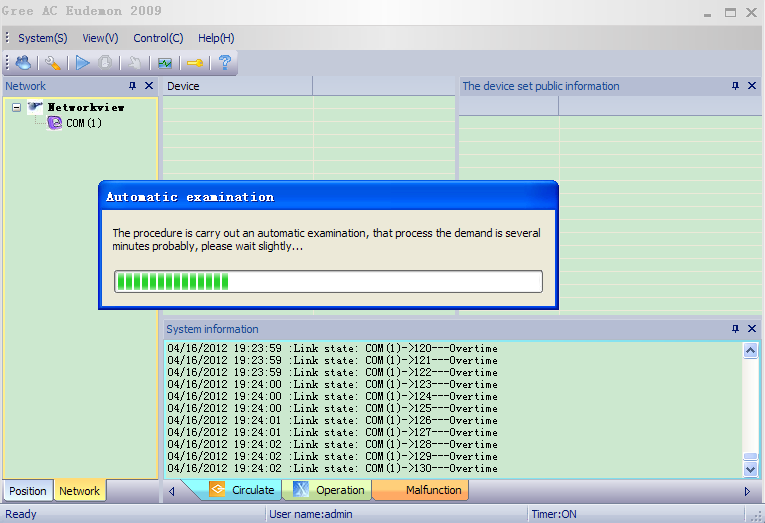 Gree AC Eudemon 2009
System(S) View(V) Control(C) Help(H)
Network
Device
The device set public information
Networkview
COM(1)
Automatic examination
The procedure is carry out an automatic examination, that process the demand is several
minutes probably, please wait slightly...
System information
04/16/2012 19:23:59 :Link state: COM(1)->120---Overtime
04/16/2012 19:23:59 :Link state: COM(1)->121---Overtime
04/16/2012 19:23:59 :Link state: COM(1)->122---Overtime
04/16/2012 19:24:00 :Link state: COM(1)->123---Overtime
04/16/2012 19:24:00 :Link state: COM(1)->124---Overtime
04/16/2012 19:24:00 :Link state: COM(1)->125---Overtime
04/16/2012 19:24:01 :Link state: COM(1)->126---Overtime
04/16/2012 19:24:01 :Link state: COM(1)->127---Overtime
04/16/2012 19:24:02 :Link state: COM(1)->128---Overtime
04/16/2012 19:24:02 :Link state: COM(1)->129---Overtime
04/16/2012 19:24:02 :Link state: COM(1)->130---Overtime
Position Network
Circulate Operation Malfunction
Ready User name:admin Timer:ON